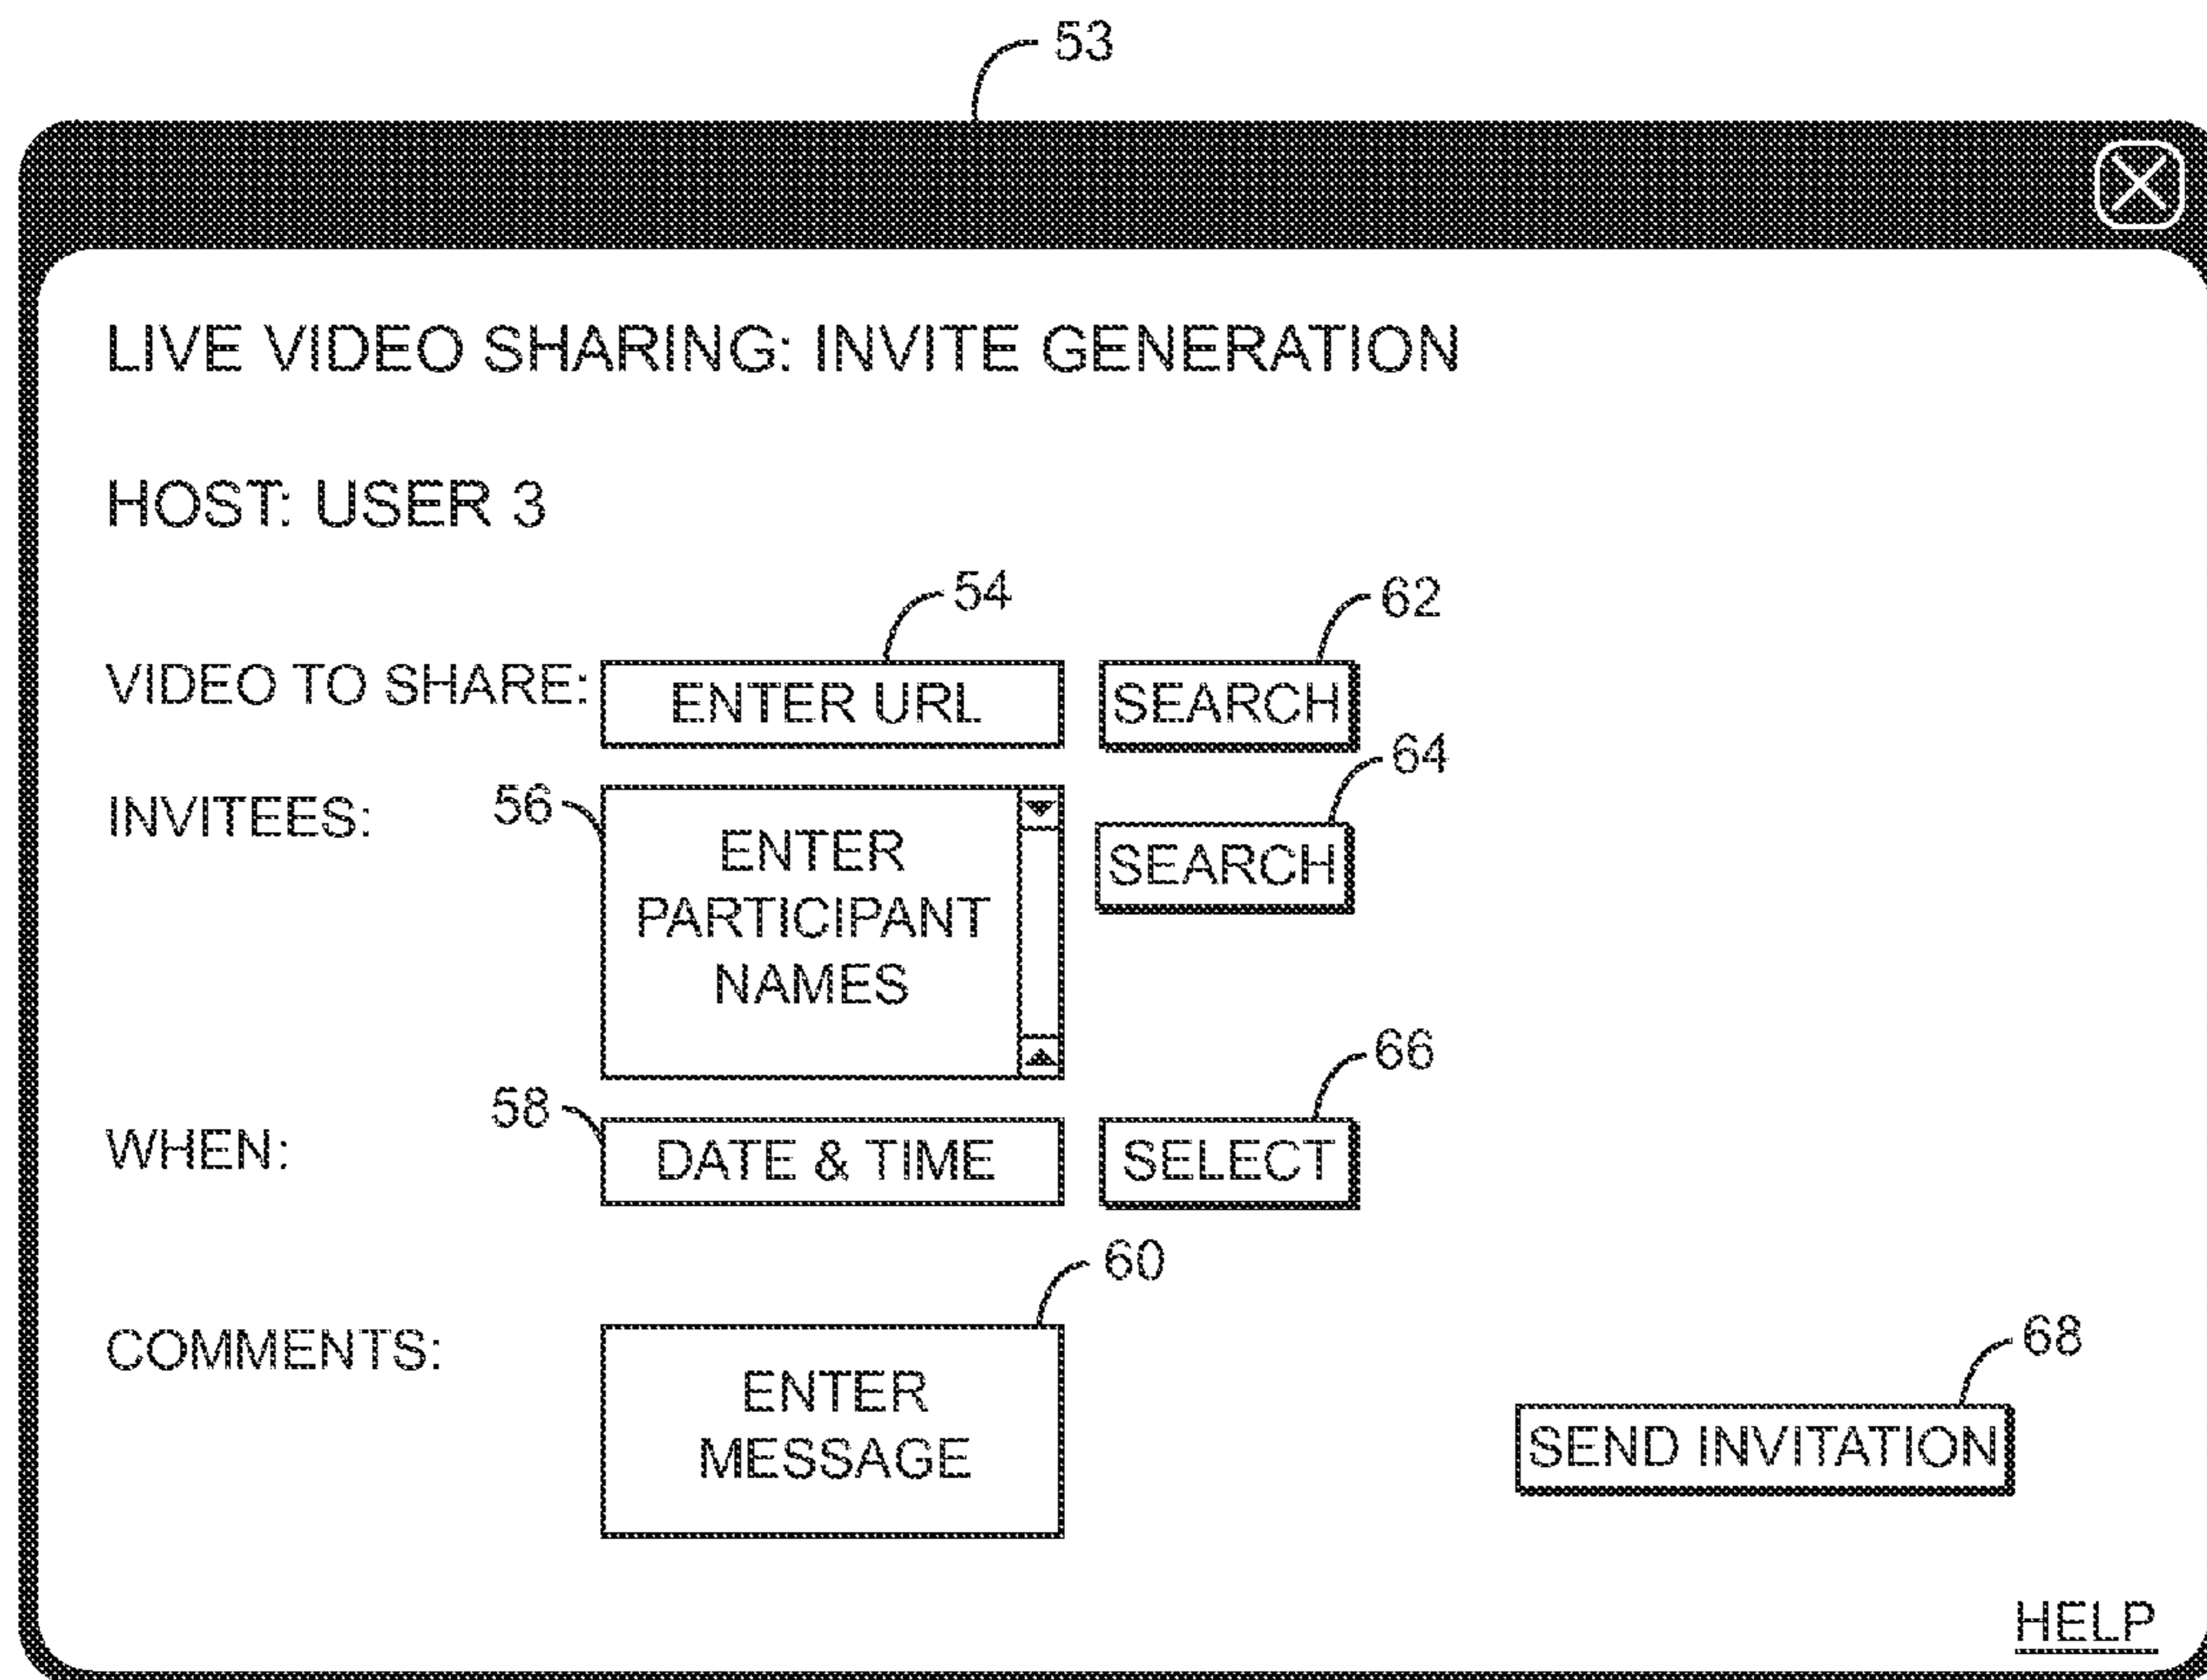 53
LIVE VIDEO SHARING: INVITE GENERATION
HOST: USER 3
54
62
VIDEO TO SHARE: ENTER URL SEARCH
64
INVITEES: 56 ENTER SEARCH
PARTICIPANT
NAMES
66
58
WHEN: DATE & TIME SELECT
60
COMMENTS: ENTER
MESSAGE
68
SEND INVITATION
HELP